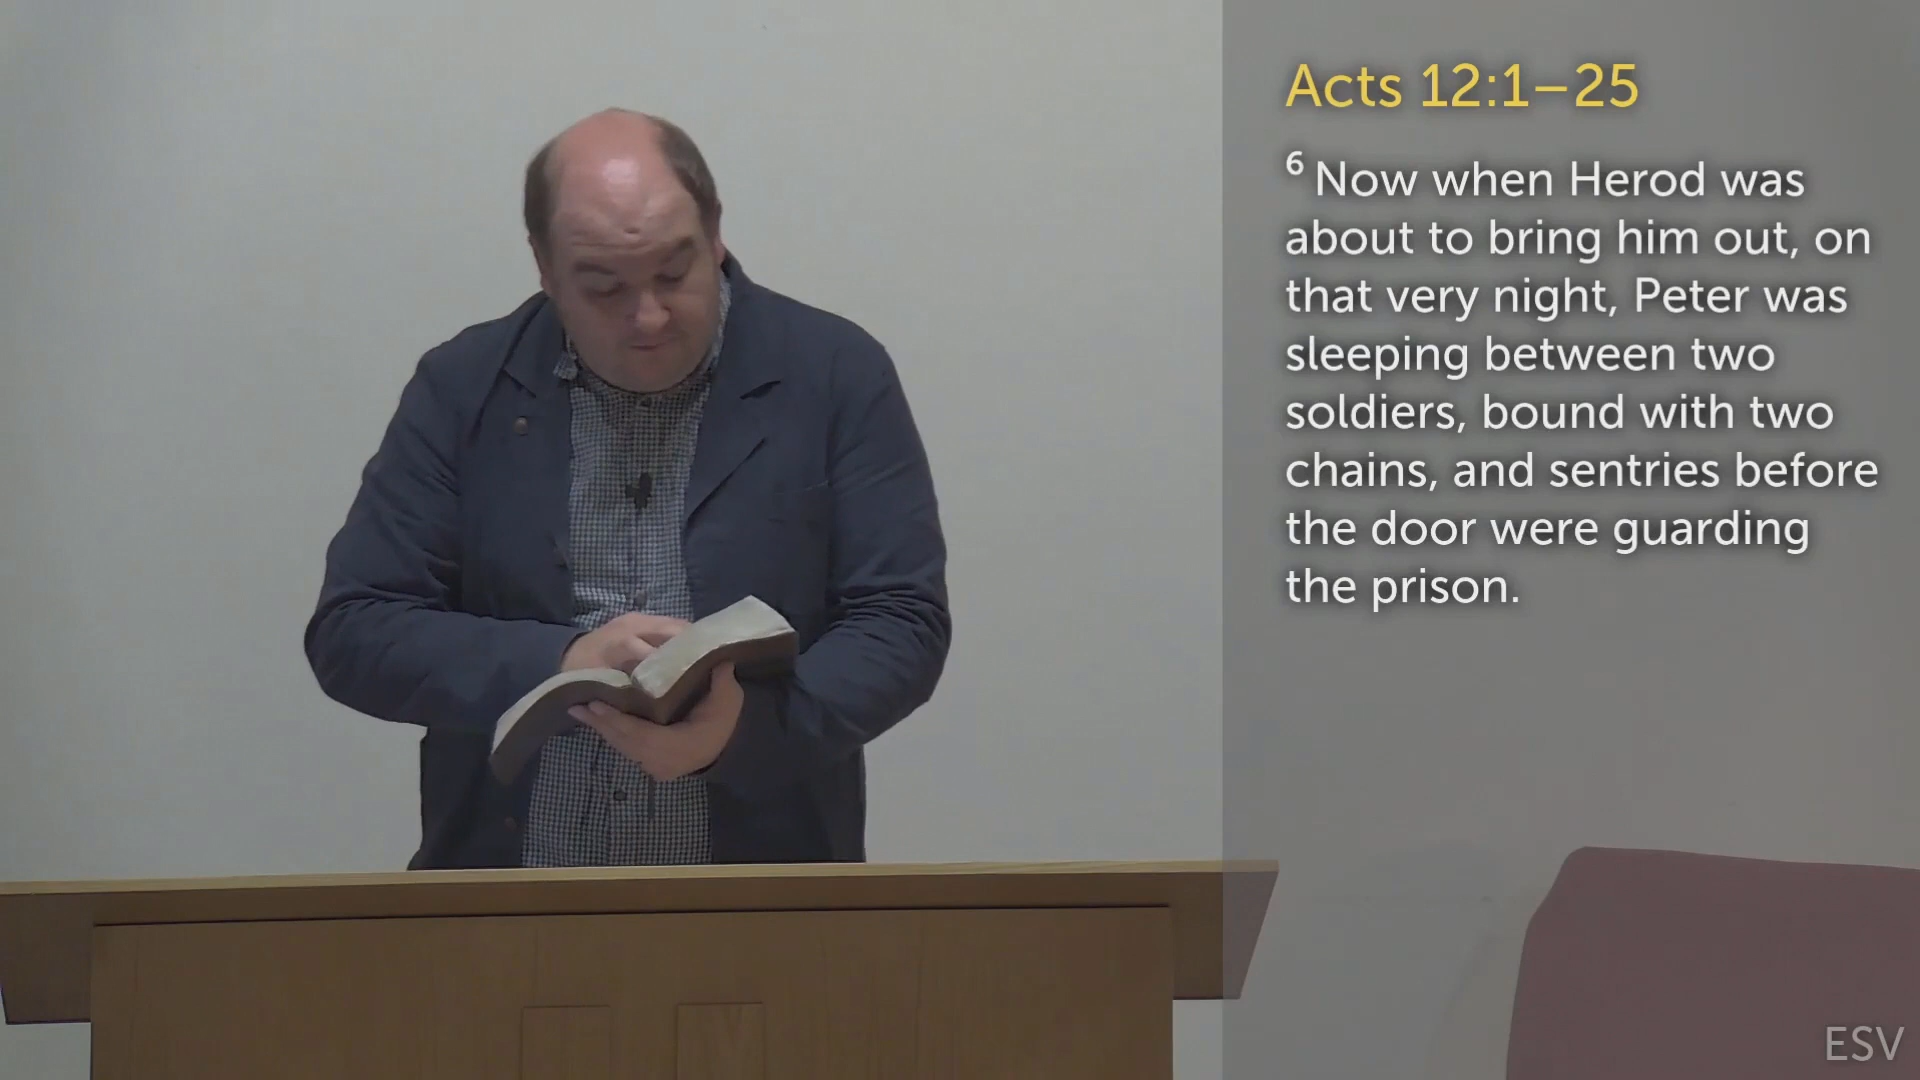 Acts 12:1–25
6 Now when Herod was
about to bring him out, on
that very night, Peter was
sleeping between two
soldiers, bound with two
chains, and sentries before
the door were guarding
the prison.
ESV